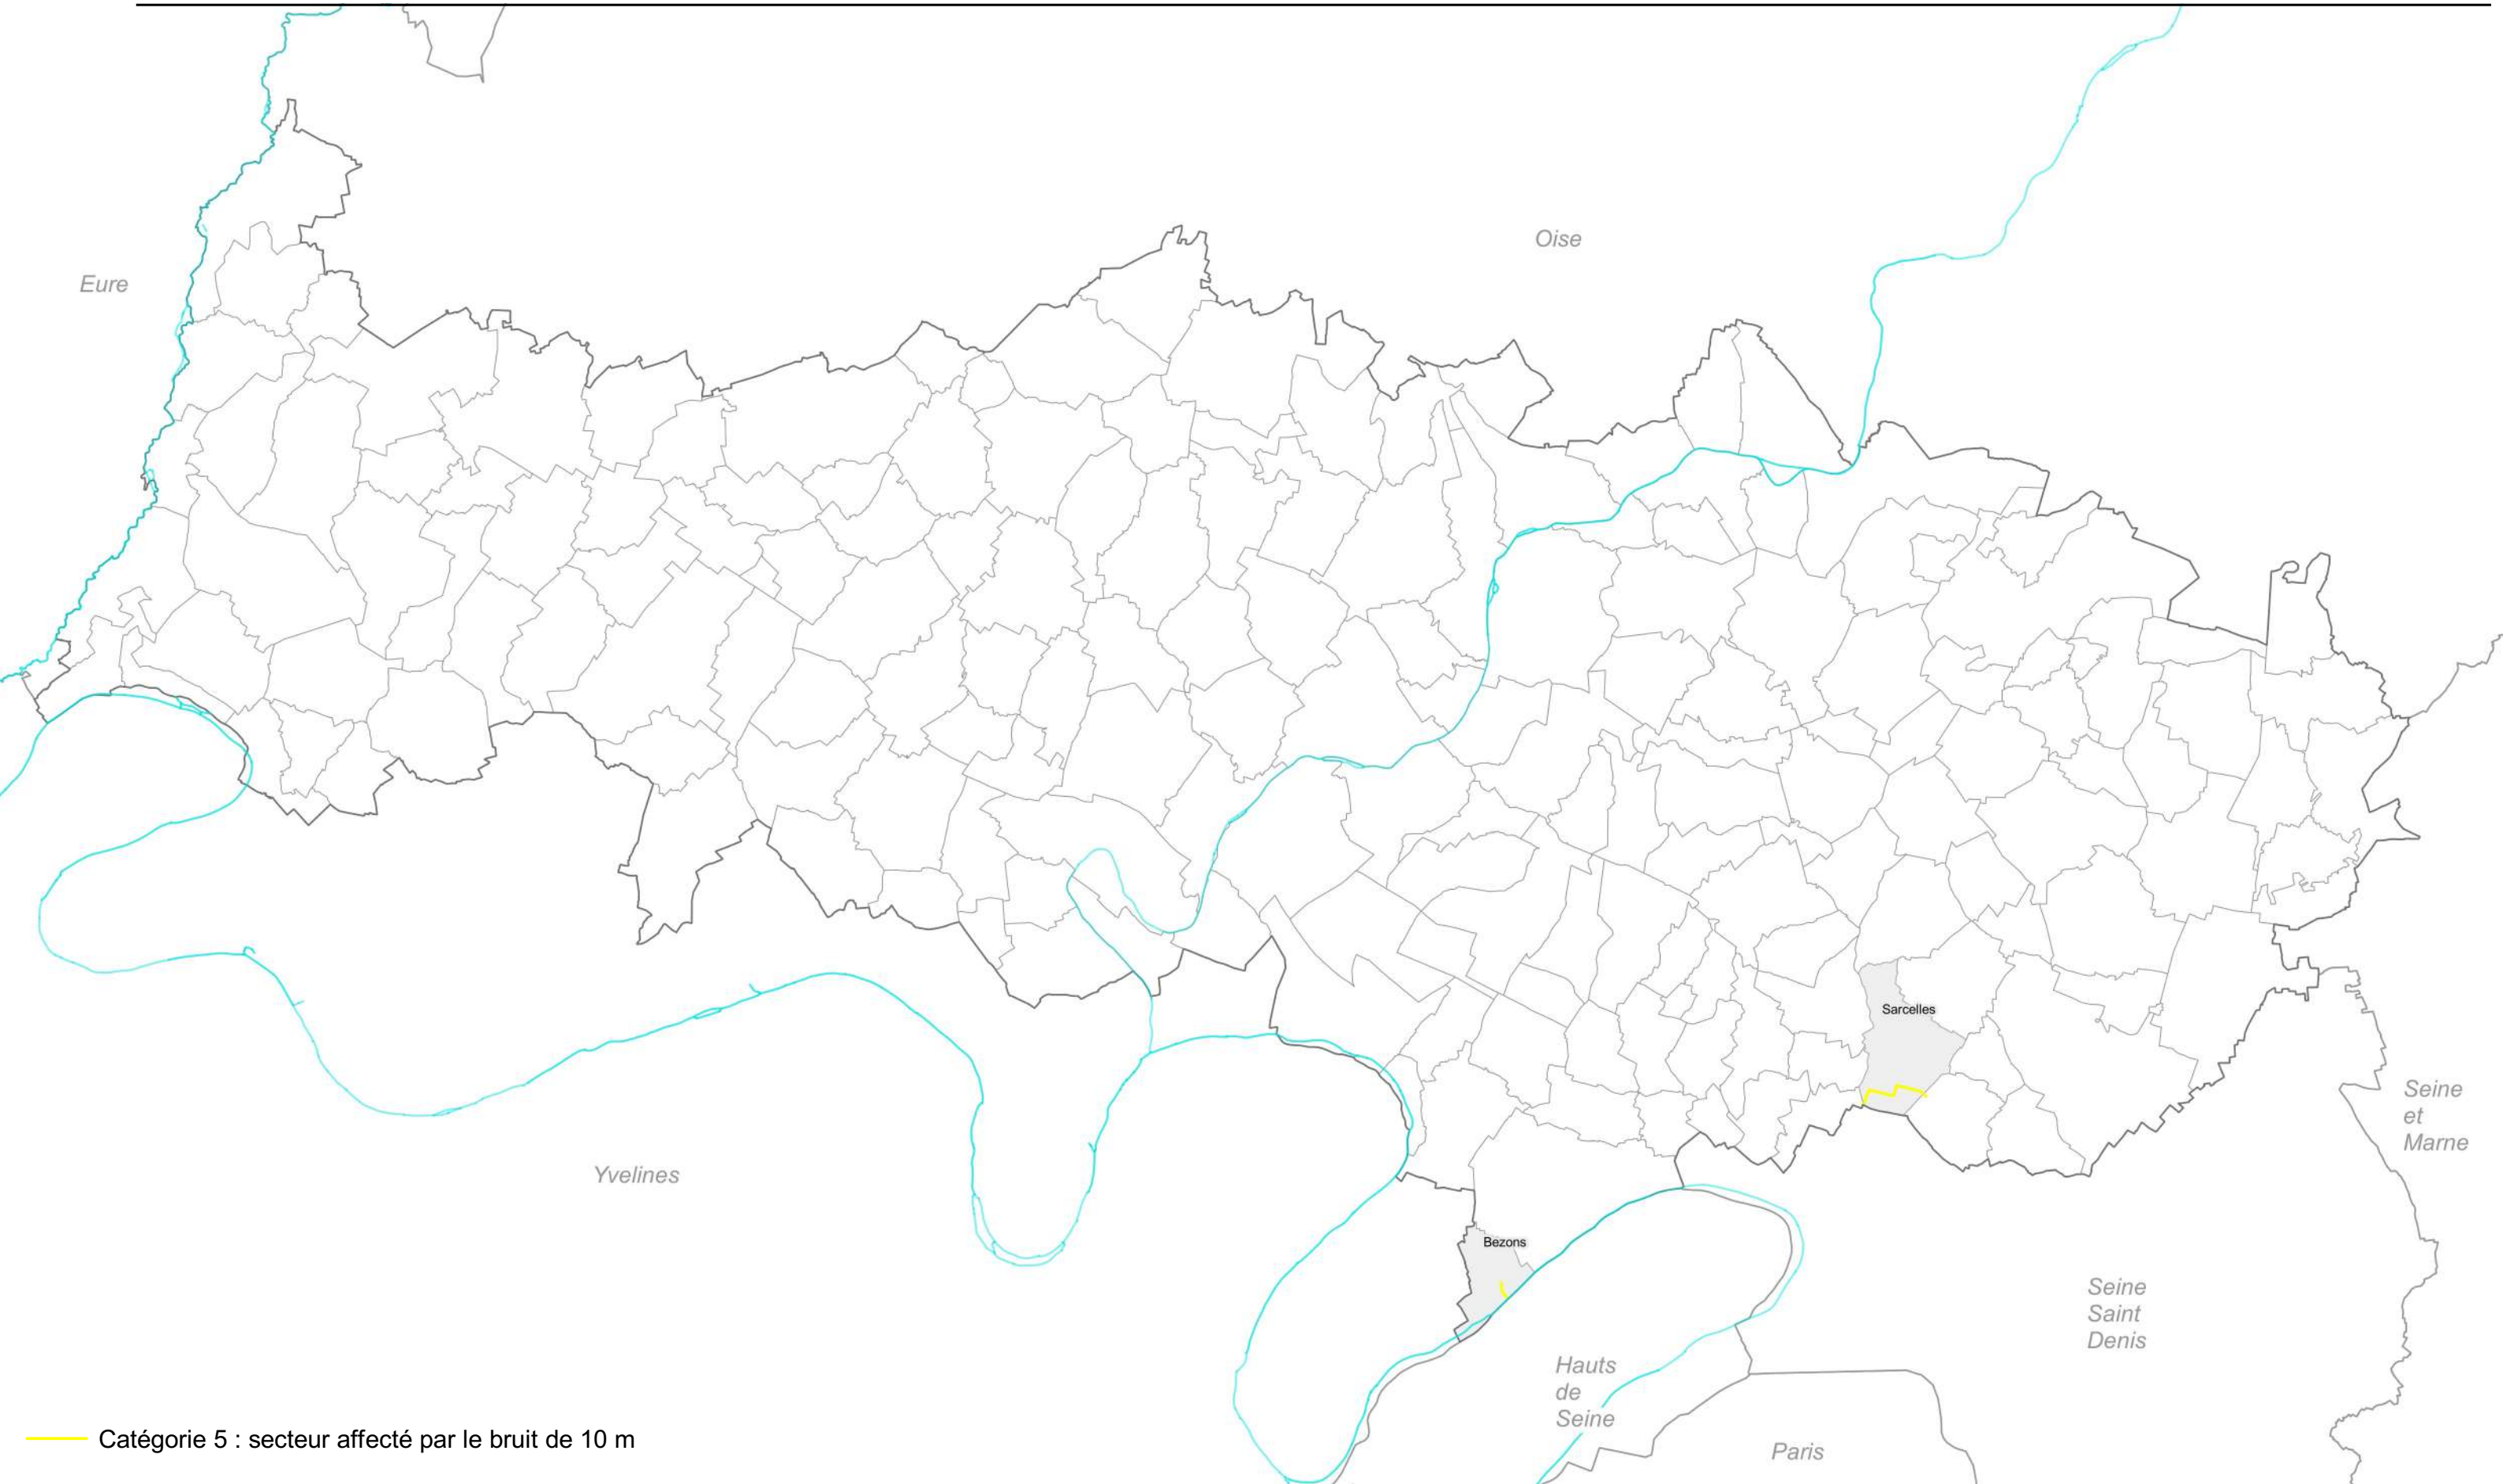 Oise
Eure
Sarcelles
Seine
et
Marne
Yvelines
Bezons
Seine
Saint
Denis
Hauts
de
Seine
Catégorie 5 : secteur affecté par le bruit de 10 m
Paris